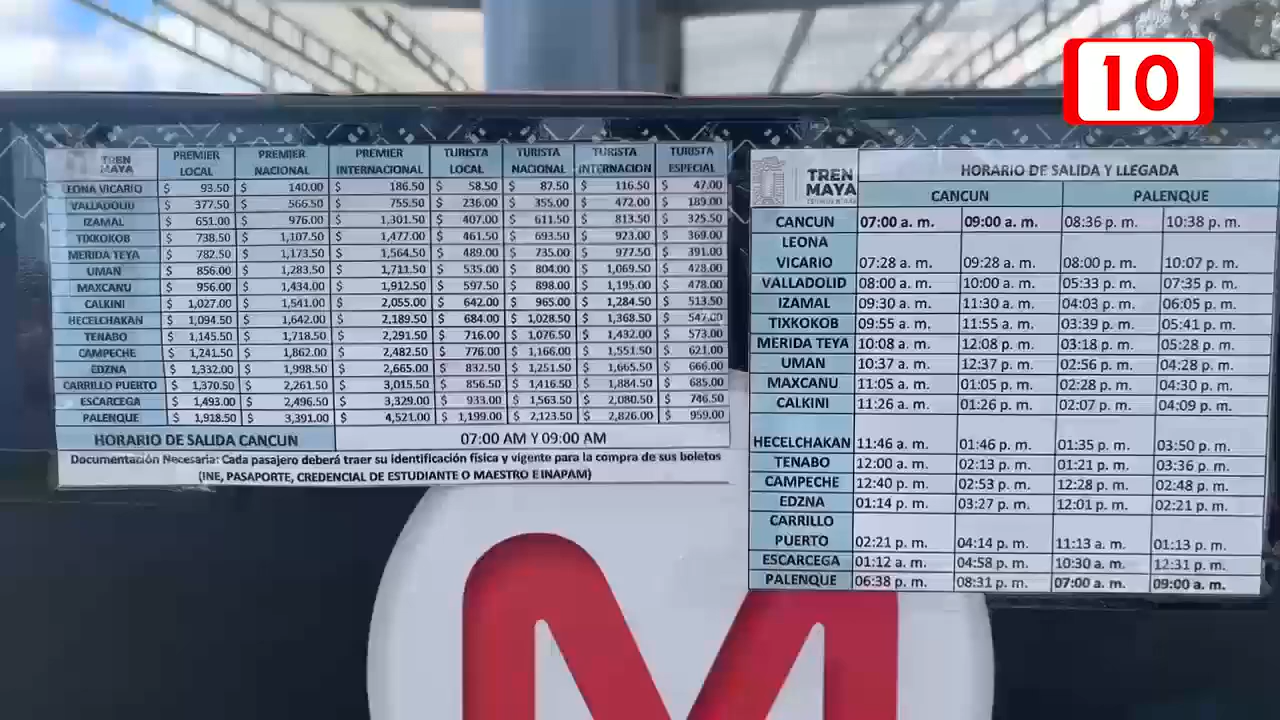 10
TREN MAYA PREMIER LOCAL PREMIER NACIONAL PREMIER INTERNACIONAL TURISTA LOCAL TURISTA NACIONAL TURISTA INTERNACION TURISTA ESPECIAL
LEONA VICARIO $ 93.50 $ 140.00 $ 186.50 $ 58.50 $ 87.50 $ 116.50 $ 47.00
VALLADOLID $ 377.50 $ 566.50 $ 755.50 $ 236.00 $ 355.00 $ 472.00 $ 189.00
IZAMAL $ 651.00 $ 976.00 $ 1,301.50 $ 407.00 $ 611.50 $ 813.50 $ 325.50
TIXKOKOB $ 738.50 $ 1,107.50 $ 1,477.00 $ 461.50 $ 693.50 $ 923.00 $ 369.00
MERIDA TEYA $ 782.50 $ 1,173.50 $ 1,564.50 $ 489.00 $ 735.00 $ 977.50 $ 391.00
UMAN $ 856.00 $ 1,283.50 $ 1,711.50 $ 535.00 $ 804.00 $ 1,069.50 $ 428.00
MAXCANU $ 956.00 $ 1,434.00 $ 1,912.50 $ 597.50 $ 898.00 $ 1,195.00 $ 478.00
CALKINI $ 1,027.00 $ 1,541.00 $ 2,055.00 $ 642.00 $ 965.00 $ 1,284.50 $ 513.50
HECELCHAKAN $ 1,094.50 $ 1,642.00 $ 2,189.50 $ 684.00 $ 1,028.50 $ 1,368.50 $ 547.00
TENABO $ 1,145.50 $ 1,718.50 $ 2,291.50 $ 716.00 $ 1,076.50 $ 1,432.00 $ 573.00
CAMPECHE $ 1,241.50 $ 1,862.00 $ 2,482.50 $ 776.00 $ 1,166.00 $ 1,551.50 $ 621.00
EDZNA $ 1,332.00 $ 1,998.50 $ 2,665.00 $ 832.50 $ 1,251.50 $ 1,665.50 $ 666.00
CARRILLO PUERTO $ 1,370.50 $ 2,261.50 $ 3,015.50 $ 856.50 $ 1,416.50 $ 1,884.50 $ 685.00
ESCARCEGA $ 1,493.00 $ 2,496.50 $ 3,329.00 $ 933.00 $ 1,563.50 $ 2,080.50 $ 746.50
PALENQUE $ 1,918.50 $ 3,391.00 $ 4,521.00 $ 1,199.00 $ 2,123.50 $ 2,826.00 $ 959.00
HORARIO DE SALIDA CANCUN 07:00 AM Y 09:00 AM
Documentación Necesaria: Cada pasajero deberá traer su identificación física y vigente para la compra de sus boletos
(INE, PASAPORTE, CREDENCIAL DE ESTUDIANTE O MAESTRO E INAPAM)
TREN MAYA
HORARIO DE SALIDA Y LLEGADA
CANCUN PALENQUE
CANCUN 07:00 a. m. 09:00 a. m. 08:36 p. m. 10:38 p. m.
LEONA
VICARIO 07:28 a. m. 09:28 a. m. 08:00 p. m. 10:07 p. m.
VALLADOLID 08:00 a. m. 10:00 a. m. 05:33 p. m. 07:35 p. m.
IZAMAL 09:30 a. m. 11:30 a. m. 04:03 p. m. 06:05 p. m.
TIXKOKOB 09:55 a. m. 11:55 a. m. 03:39 p. m. 05:41 p. m.
MERIDA TEYA 10:08 a. m. 12:08 p. m. 03:18 p. m. 05:28 p. m.
UMAN 10:37 a. m. 12:37 p. m. 02:56 p. m. 04:28 p. m.
MAXCANU 11:05 a. m. 01:05 p. m. 02:28 p. m. 04:30 p. m.
CALKINI 11:26 a. m. 01:26 p. m. 02:07 p. m. 04:09 p. m.
HECELCHAKAN 11:46 a. m. 01:46 p. m. 01:35 p. m. 03:50 p. m.
TENABO 12:00 a. m. 02:13 p. m. 01:21 p. m. 03:36 p. m.
CAMPECHE 12:40 p. m. 02:53 p. m. 12:28 p. m. 02:48 p. m.
EDZNA 01:14 p. m. 03:27 p. m. 12:01 p. m. 02:21 p. m.
CARRILLO
PUERTO 02:21 p. m. 04:14 p. m. 11:13 a. m. 01:13 p. m.
ESCARCEGA 01:12 a. m. 04:58 p. m. 10:30 a. m. 12:31 p. m.
PALENQUE 06:38 p. m. 08:31 p. m. 07:00 a. m. 09:00 a. m.
M